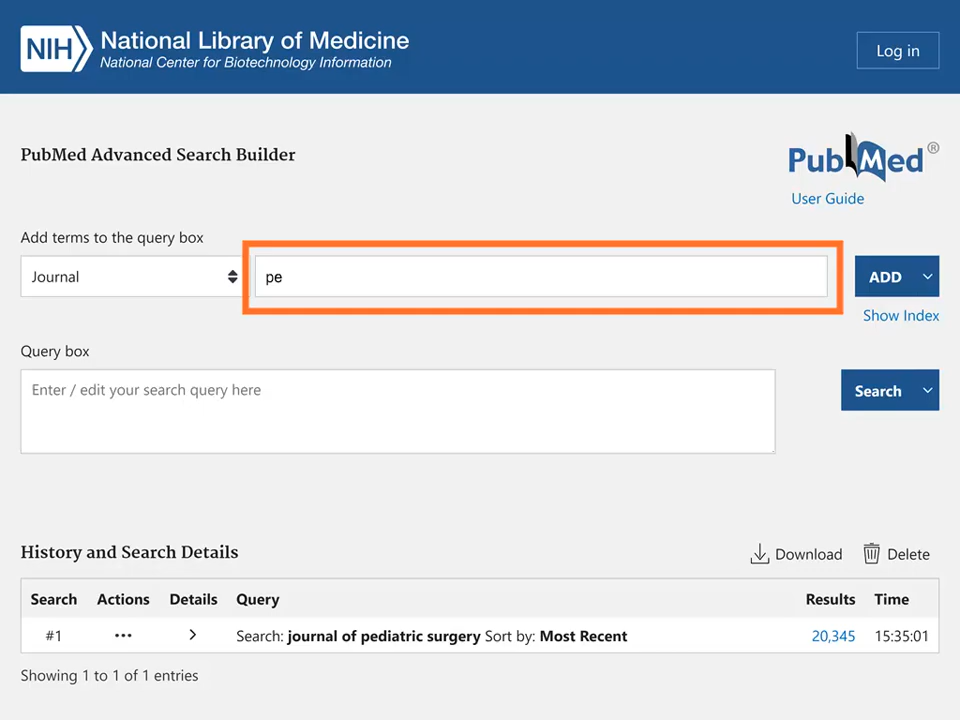 NIH National Library of Medicine
National Center for Biotechnology Information
Log in
PubMed Advanced Search Builder
PubMed®
User Guide
Add terms to the query box
Journal
pe
ADD
Show Index
Query box
Enter / edit your search query here
Search
History and Search Details
Download
Delete
Search Actions Details Query Results Time
#1 ••• Search: journal of pediatric surgery Sort by: Most Recent 20,345 15:35:01
Showing 1 to 1 of 1 entries